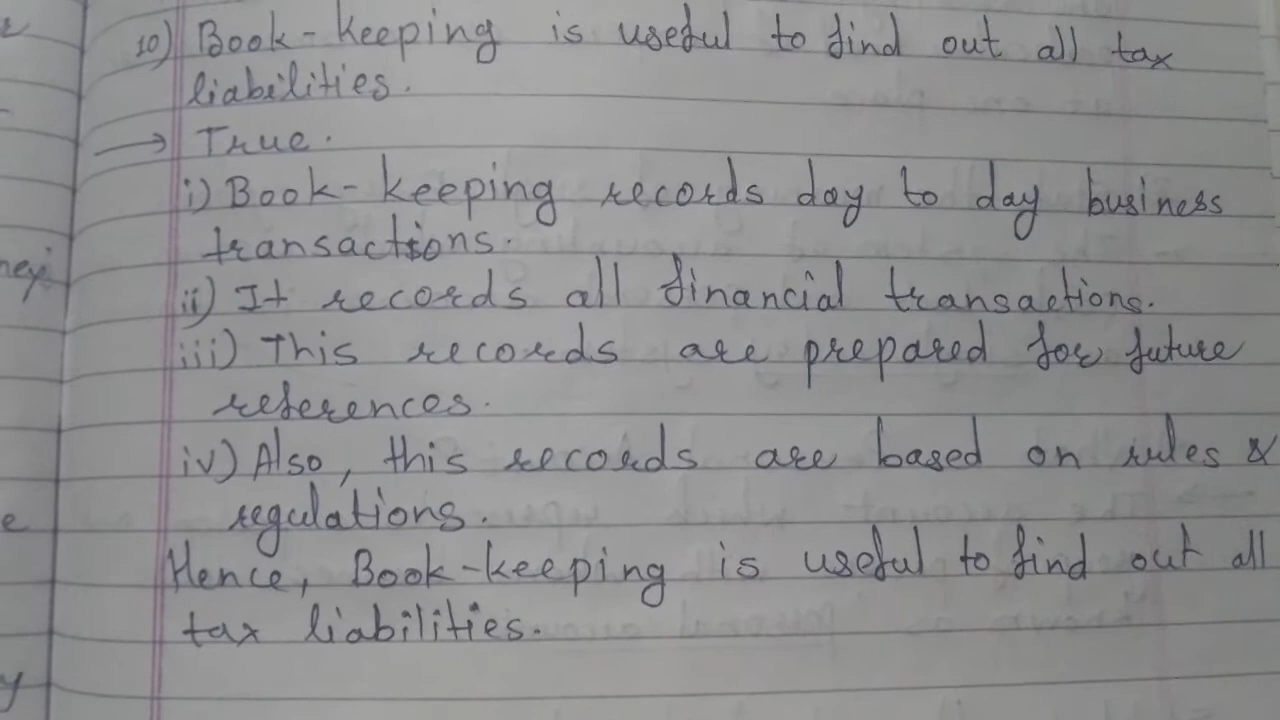 10) Book-keeping is useful to find out all tax
liabilities.
→ True.
i) Book-keeping records day to day business
transactions.
ii) It records all financial transactions.
iii) This records are prepared for future
references.
iv) Also, this records are based on rules &
regulations.
Hence, Book-keeping is useful to find out all
tax liabilities.